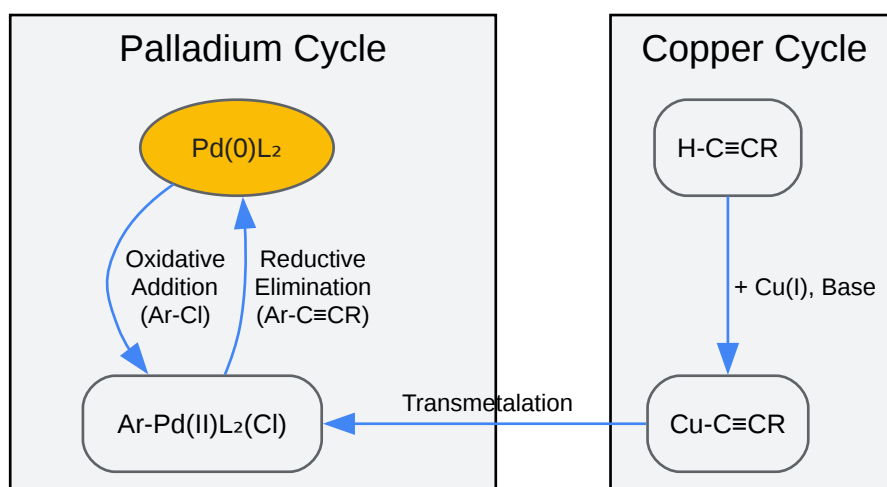 Palladium Cycle
Copper Cycle
Pd(0)L₂
H-C≡CR
Oxidative
Addition
(Ar-Cl)
Reductive
Elimination
(Ar-C≡CR)
+ Cu(I), Base
Transmetalation
Ar-Pd(II)L₂(Cl)
Cu-C≡CR